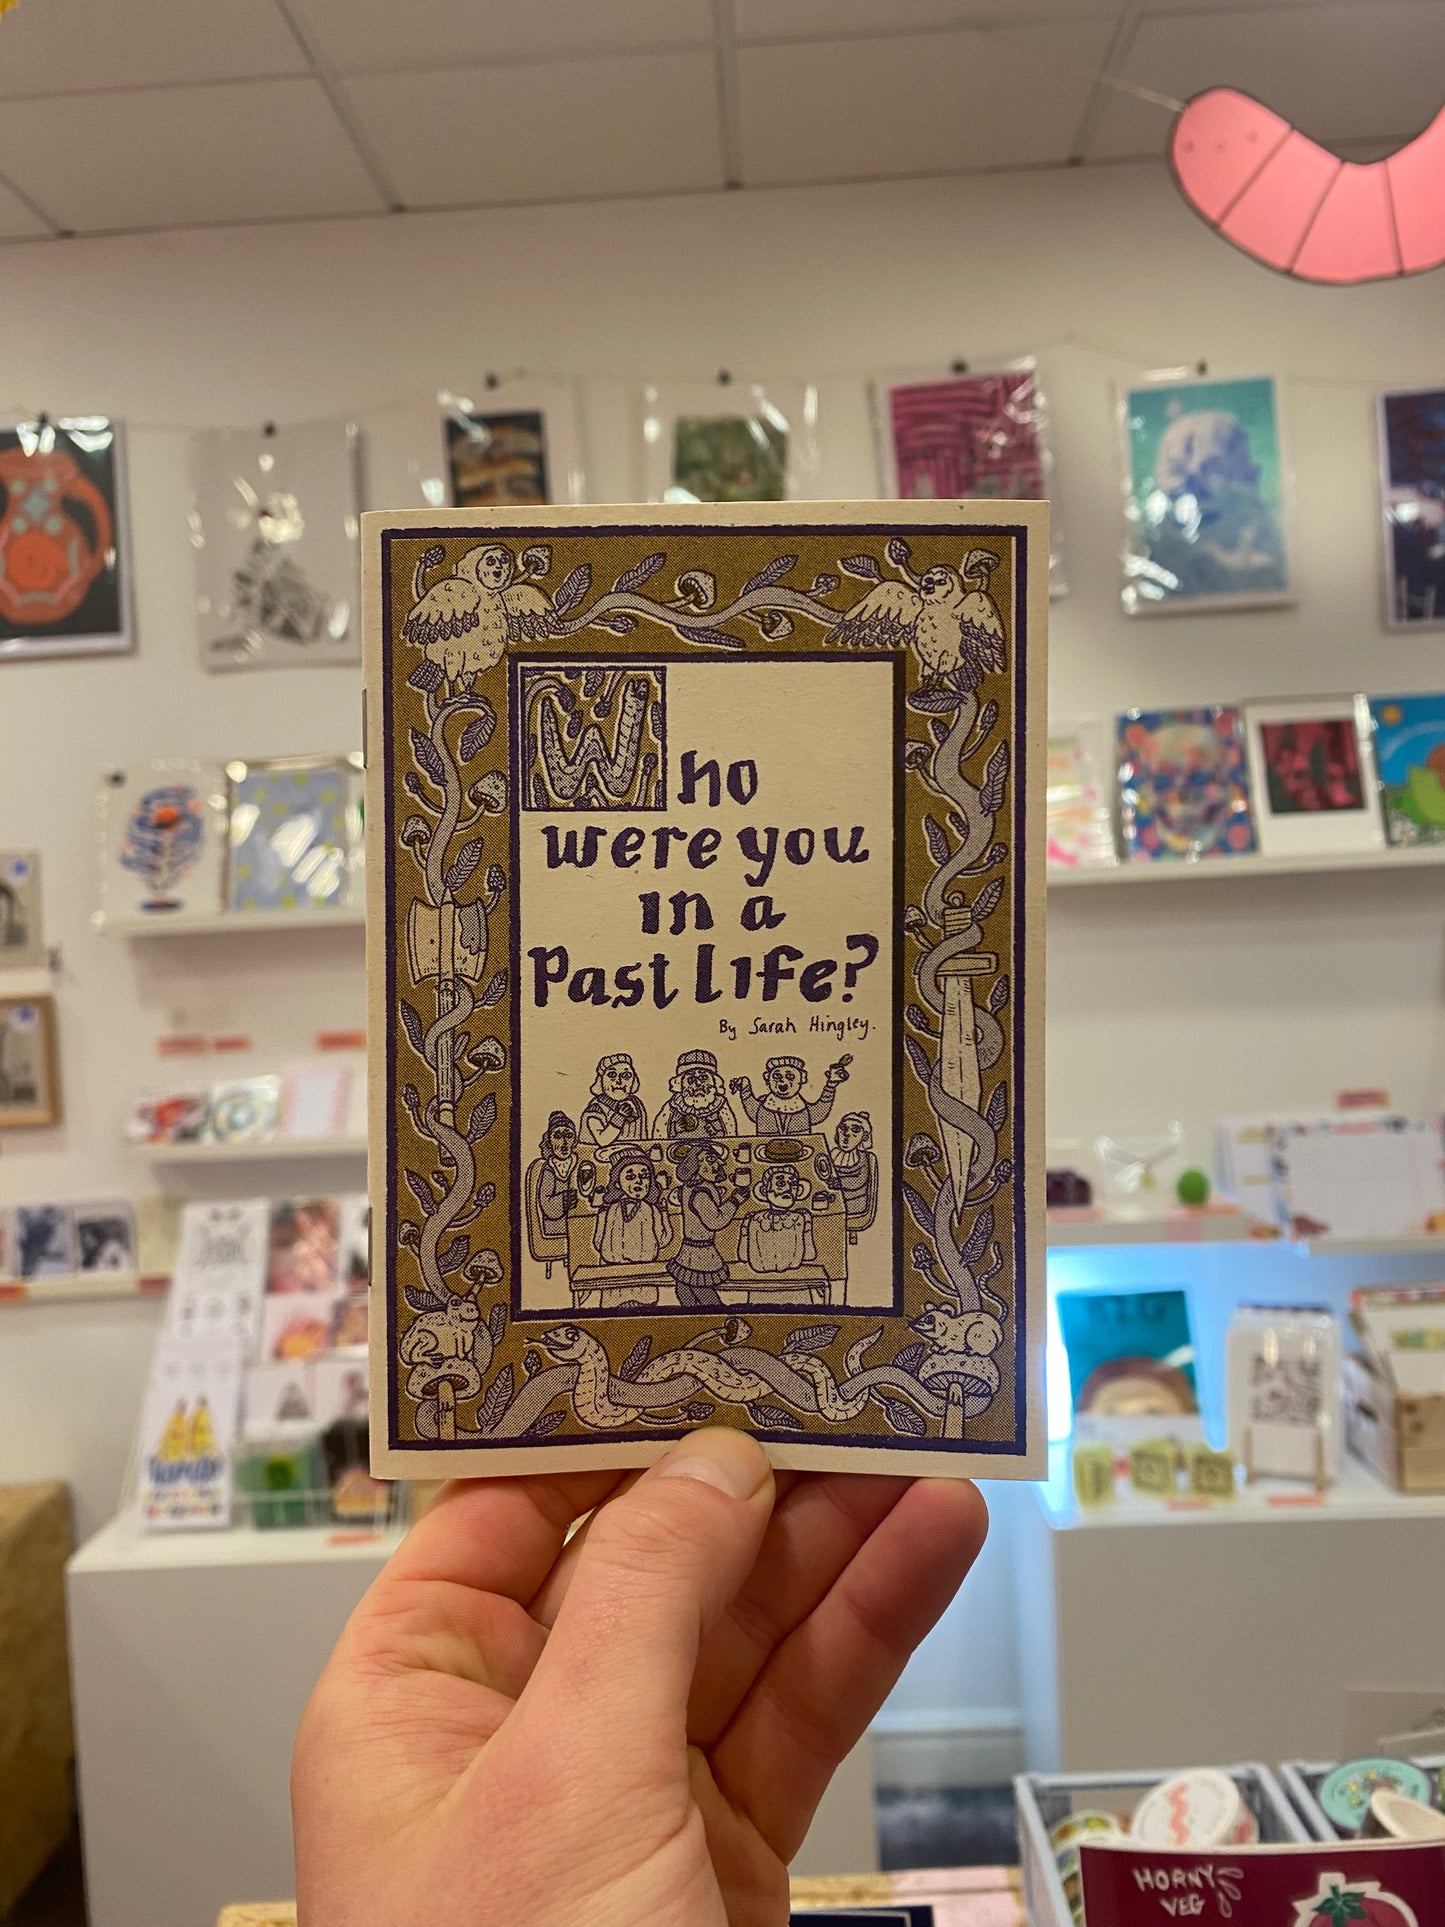 Who
were you
in a
Past life?
By Sarah Hingley.
HORNY
VEG